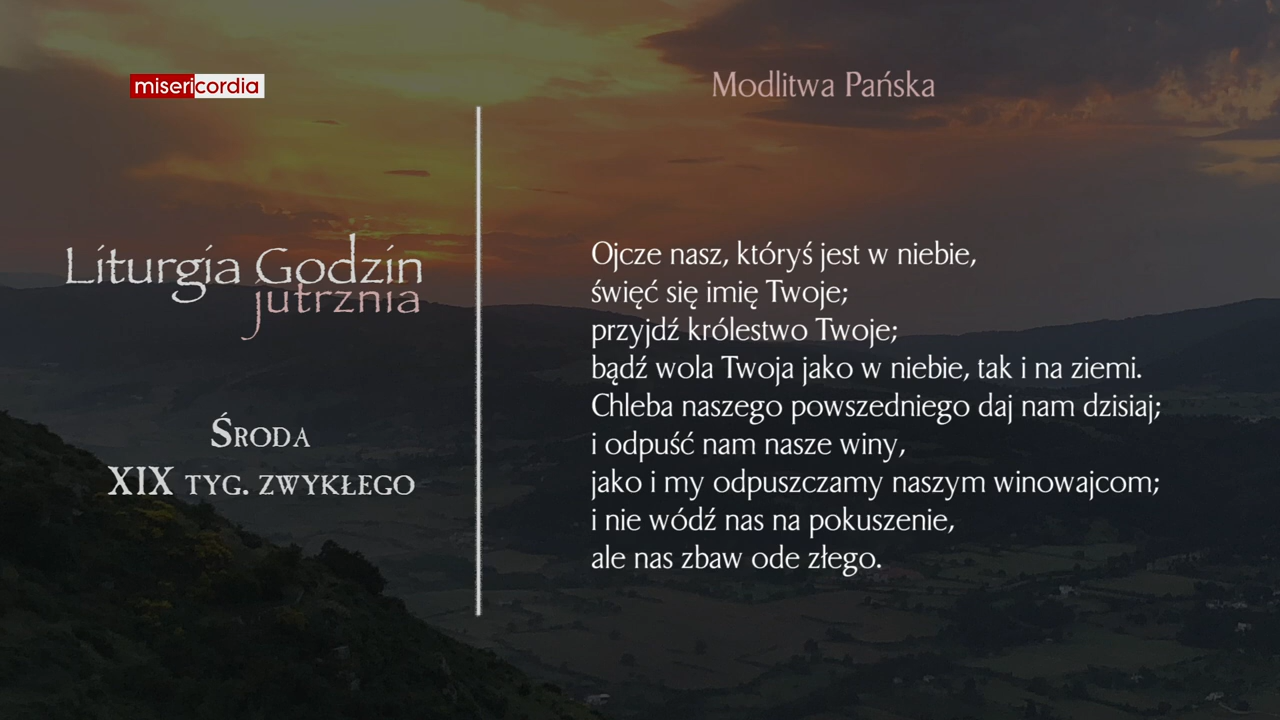 misericordia
Liturgia Godzin
jutrznia
Środa
XIX tyg. zwykłego
Modlitwa Pańska
Ojcze nasz, któryś jest w niebie,
święć się imię Twoje;
przyjdź królestwo Twoje;
bądź wola Twoja jako w niebie, tak i na ziemi.
Chleba naszego powszedniego daj nam dzisiaj;
i odpuść nam nasze winy,
jako i my odpuszczamy naszym winowajcom;
i nie wódź nas na pokuszenie,
ale nas zbaw ode złego.